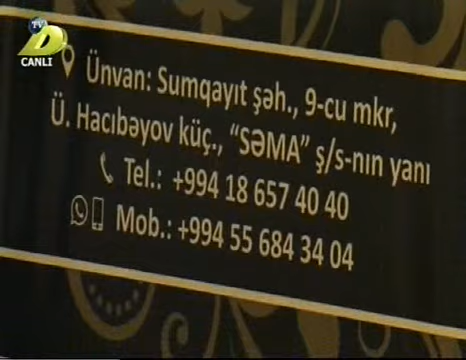 TV
D
CANLI
Ünvan: Sumqayıt şəh., 9-cu mkr,
Ü. Hacıbəyov küç., “SƏMA” ş/s-nın yanı
Tel.: +994 18 657 40 40
Mob.: +994 55 684 34 04